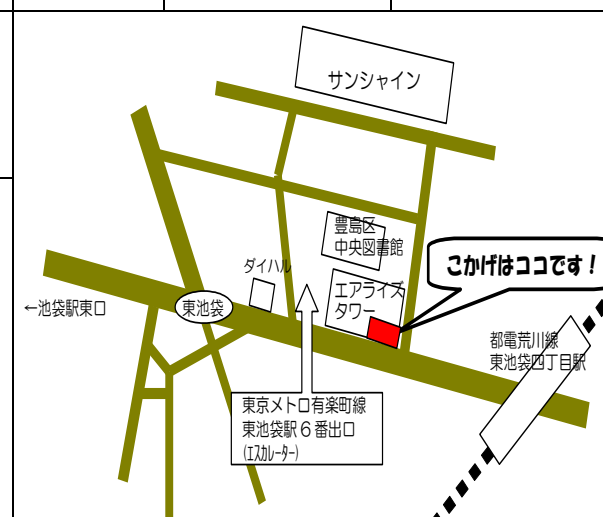 サンシャイン
豊島区
中央図書館
ダイハル
エアライズ
タワー
こかげはココです！
←池袋駅東口
東池袋
都電荒川線
東池袋四丁目駅
東京メトロ有楽町線
東池袋駅６番出口
(ｴｽｶﾚｰﾀｰ)